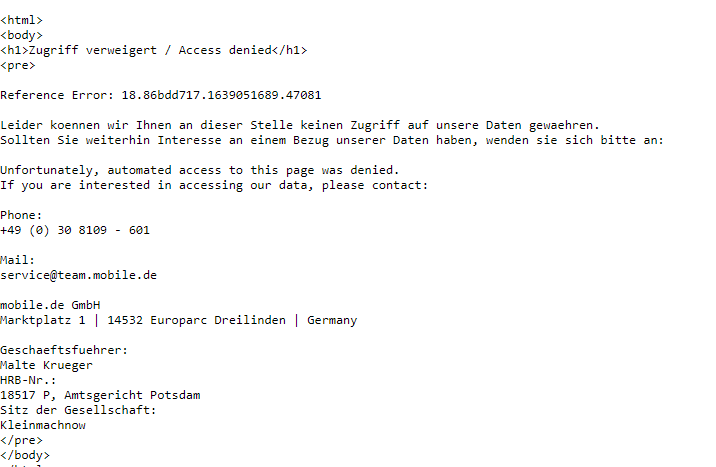 <html>
<body>
<h1>Zugriff verweigert / Access denied</h1>
<pre>
Reference Error: 18.86bdd717.1639051689.47081
Leider koennen wir Ihnen an dieser Stelle keinen Zugriff auf unsere Daten gewaehren.
Sollten Sie weiterhin Interesse an einem Bezug unserer Daten haben, wenden sie sich bitte an:
Unfortunately, automated access to this page was denied.
If you are interested in accessing our data, please contact:
Phone:
+49 (0) 30 8109 - 601
Mail:
service@team.mobile.de
mobile.de GmbH
Marktplatz 1 | 14532 Europarc Dreilinden | Germany
Geschaeftsfuehrer:
Malte Krueger
HRB-Nr.:
18517 P, Amtsgericht Potsdam
Sitz der Gesellschaft:
Kleinmachnow
</pre>
</body>